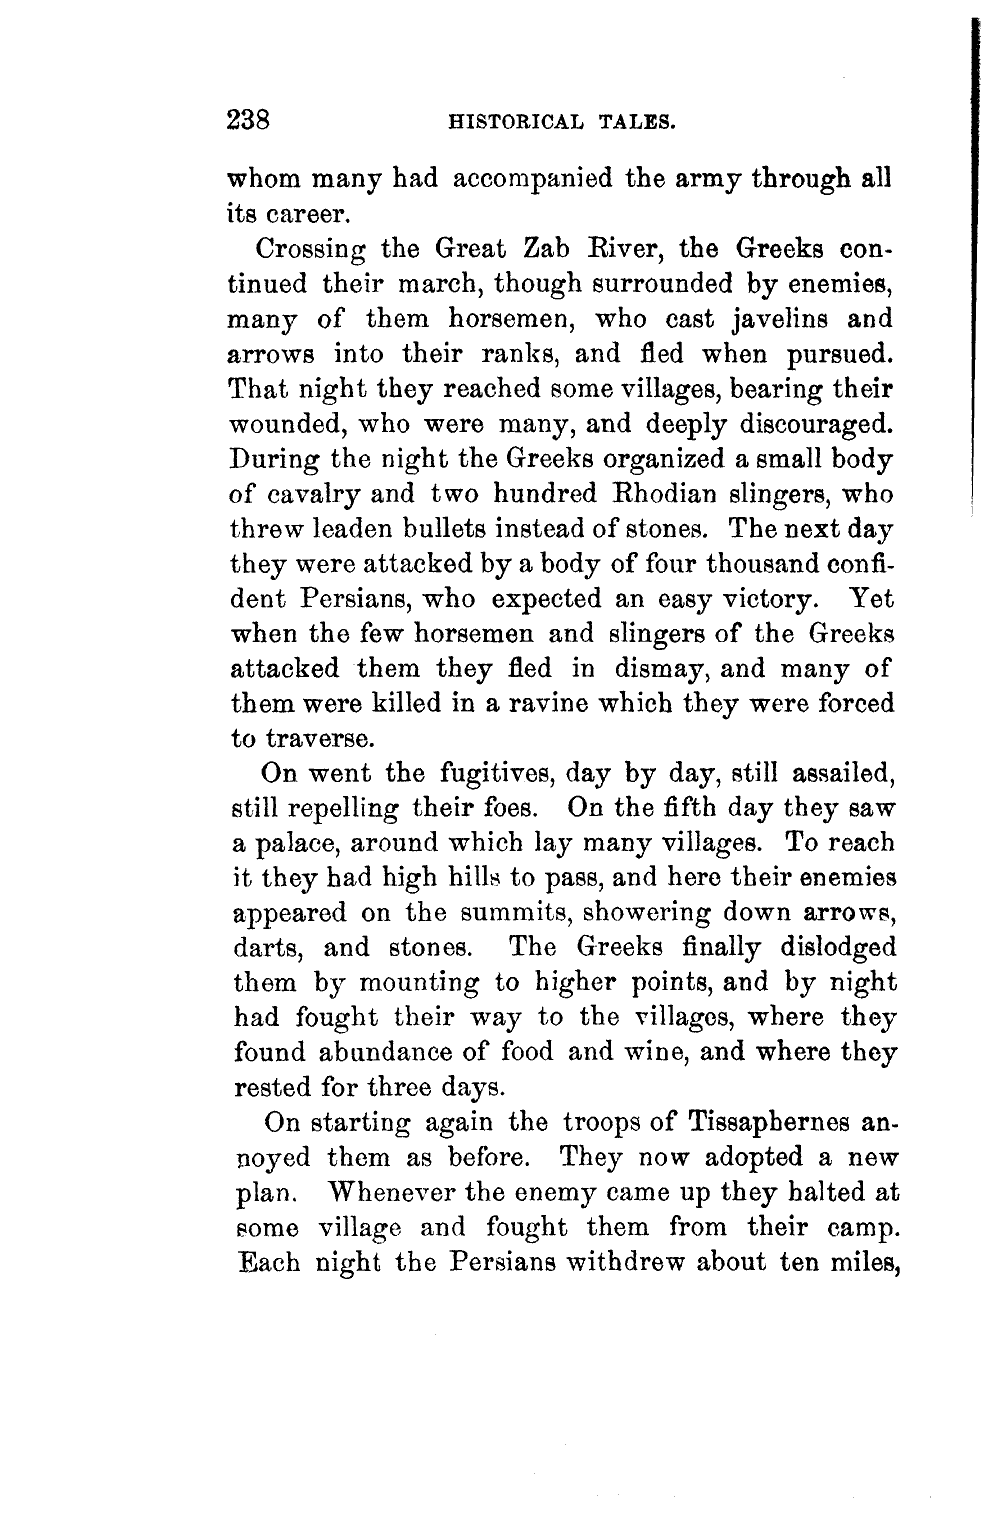 238 HISTORICAL TALES.
whom many had accompanied the army through all
its career.
Crossing the Great Zab River, the Greeks con-
tinued their march, though surrounded by enemies,
many of them horsemen, who cast javelins and
arrows into their ranks, and fled when pursued.
That night they reached some villages, bearing their
wounded, who were many, and deeply discouraged.
During the night the Greeks organized a small body
of cavalry and two hundred Rhodian slingers, who
threw leaden bullets instead of stones. The next day
they were attacked by a body of four thousand confi-
dent Persians, who expected an easy victory. Yet
when the few horsemen and slingers of the Greeks
attacked them they fled in dismay, and many of
them were killed in a ravine which they were forced
to traverse.
On went the fugitives, day by day, still assailed,
still repelling their foes. On the fifth day they saw
a palace, around which lay many villages. To reach
it they had high hills to pass, and here their enemies
appeared on the summits, showering down arrows,
darts, and stones. The Greeks finally dislodged
them by mounting to higher points, and by night
had fought their way to the villages, where they
found abundance of food and wine, and where they
rested for three days.
On starting again the troops of Tissaphernes an-
noyed them as before. They now adopted a new
plan. Whenever the enemy came up they halted at
some village and fought them from their camp.
Each night the Persians withdrew about ten miles,